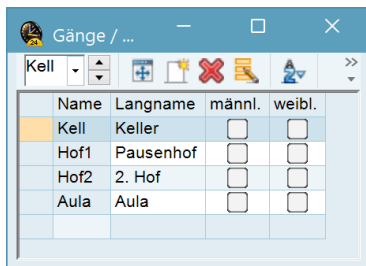 Gänge / ...
Kell
Name Langname männl. weibl.
Kell Keller
Hof1 Pausenhof
Hof2 2. Hof
Aula Aula